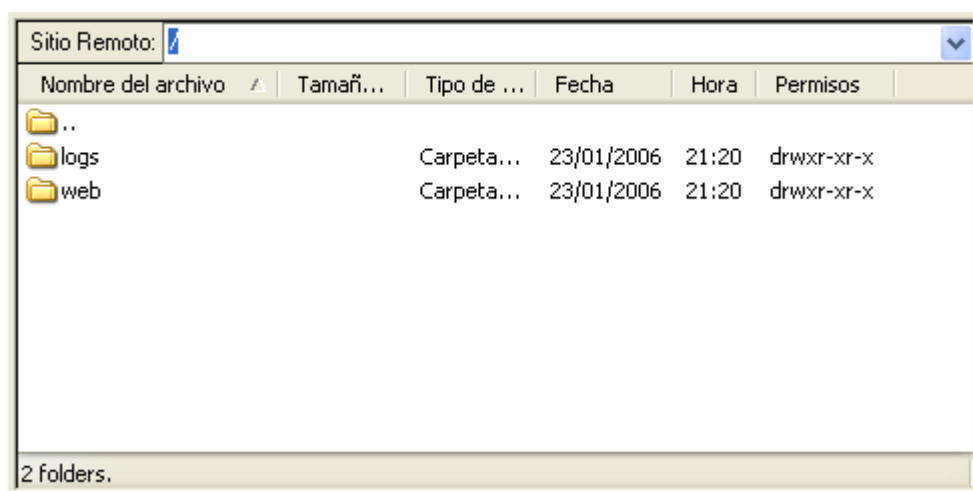 Sitio Remoto: /
Nombre del archivo Tamañ... Tipo de ... Fecha Hora Permisos
..
logs Carpeta... 23/01/2006 21:20 drwxr-xr-x
web Carpeta... 23/01/2006 21:20 drwxr-xr-x
2 folders.